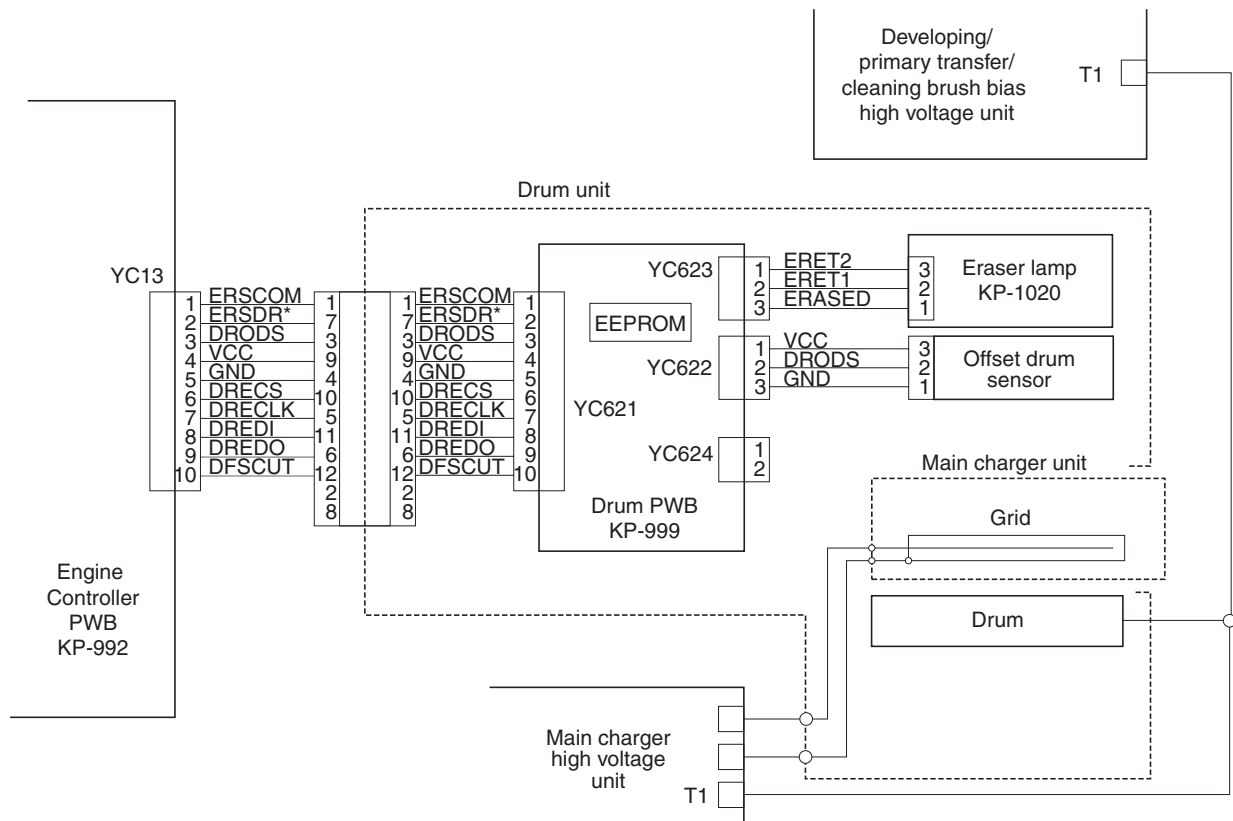 Developing/
primary transfer/
cleaning brush bias
high voltage unit
T1
Drum unit
YC13
1 ERSCOM 1
2 ERSDR* 7
3 DRODS 3
4 VCC 9
5 GND 4
6 DRECS 10
7 DRECLK 5
8 DREDI 11
9 DREDO 6
10 DFSCUT 12
2
8
1 ERSCOM 1
7 ERSDR* 2
3 DRODS 3
9 VCC 4
4 GND 5
10 DRECS 6
5 DRECLK 7
11 DREDI 8
6 DREDO 9
12 DFSCUT 10
2
8
YC621
EEPROM
Drum PWB
KP-999
YC623
1 ERET2 3
2 ERET1 2
3 ERASED 1
Eraser lamp
KP-1020
YC622
1 VCC 3
2 DRODS 2
3 GND 1
Offset drum
sensor
YC624
1
2
Main charger unit
Grid
Drum
Engine
Controller
PWB
KP-992
Main charger
high voltage
unit
T1